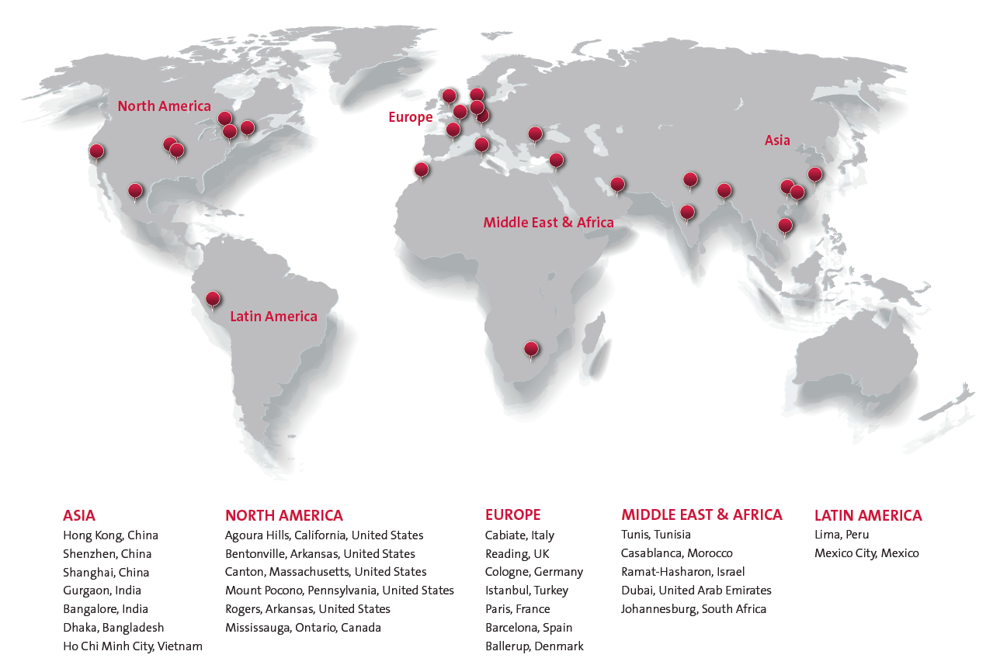 North America
Europe
Asia
Middle East & Africa
Latin America
ASIA
Hong Kong, China
Shenzhen, China
Shanghai, China
Gurgaon, India
Bangalore, India
Dhaka, Bangladesh
Ho Chi Minh City, Vietnam
NORTH AMERICA
Agoura Hills, California, United States
Bentonville, Arkansas, United States
Canton, Massachusetts, United States
Mount Pocono, Pennsylvania, United States
Rogers, Arkansas, United States
Mississauga, Ontario, Canada
EUROPE
Cabiate, Italy
Reading, UK
Cologne, Germany
Istanbul, Turkey
Paris, France
Barcelona, Spain
Ballerup, Denmark
MIDDLE EAST & AFRICA
Tunis, Tunisia
Casablanca, Morocco
Ramat-Hasharon, Israel
Dubai, United Arab Emirates
Johannesburg, South Africa
LATIN AMERICA
Lima, Peru
Mexico City, Mexico